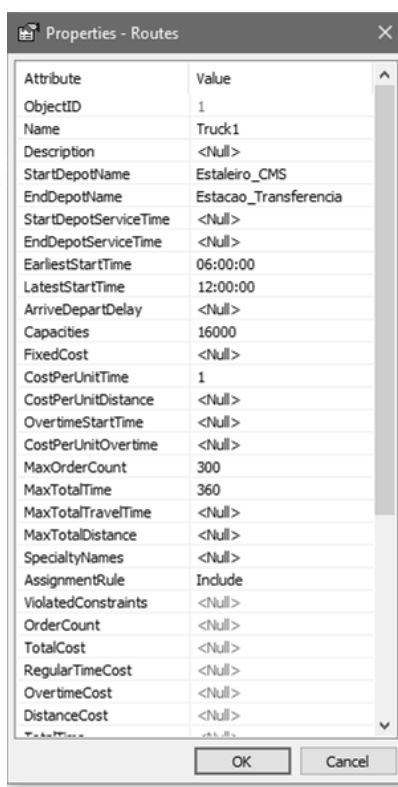 Properties - Routes
Attribute Value
ObjectID 1
Name Truck1
Description <Null>
StartDepotName Estaleiro_CMS
EndDepotName Estacao_Transferencia
StartDepotServiceTime <Null>
EndDepotServiceTime <Null>
EarliestStartTime 06:00:00
LatestStartTime 12:00:00
ArriveDepartDelay <Null>
Capacities 16000
FixedCost <Null>
CostPerUnitTime 1
CostPerUnitDistance <Null>
OvertimeStartTime <Null>
CostPerUnitOvertime <Null>
MaxOrderCount 300
MaxTotalTime 360
MaxTotalTravelTime <Null>
MaxTotalDistance <Null>
SpecialtyNames <Null>
AssignmentRule Include
ViolatedConstraints <Null>
OrderCount <Null>
TotalCost <Null>
RegularTimeCost <Null>
OvertimeCost <Null>
DistanceCost <Null>
OK Cancel